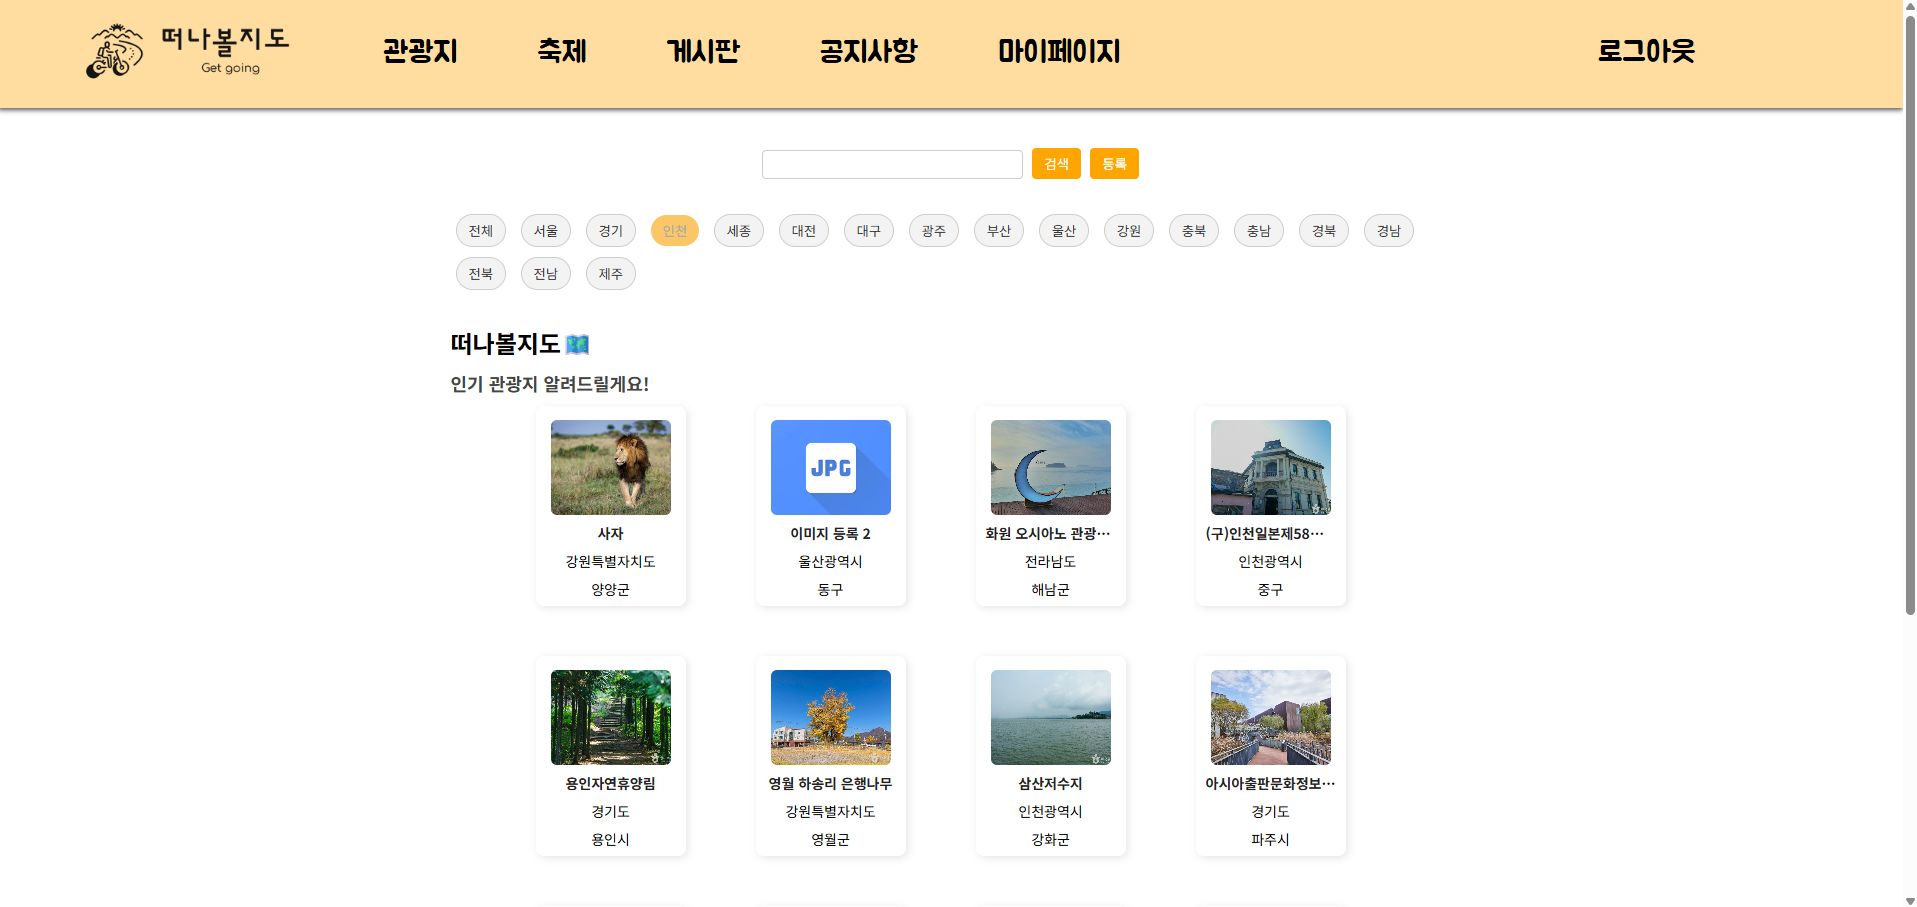 떠나볼지도
Get going
관광지 축제 게시판 공지사항 마이페이지 로그아웃
검색 등록
전체 서울 경기 인천 세종 대전 대구 광주 부산 울산 강원 충북 충남 경북 경남
전북 전남 제주
떠나볼지도
인기 관광지 알려드릴게요!
JPG
사자 이미지 등록 2 화원 오시아노 관광… (구)인천일본제58…
강원특별자치도 울산광역시 전라남도 인천광역시
양양군 동구 해남군 중구
용인자연휴양림 영월 하송리 은행나무 삼산저수지 아시아출판문화정보…
경기도 강원특별자치도 인천광역시 경기도
용인시 영월군 강화군 파주시